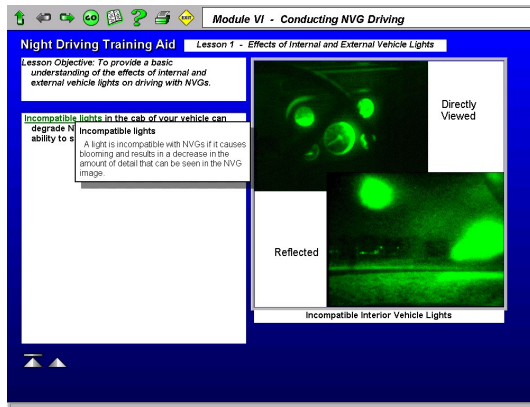 GO
?
EXIT
Module VI - Conducting NVG Driving
Night Driving Training Aid
Lesson 1 - Effects of Internal and External Vehicle Lights
Lesson Objective: To provide a basic
understanding of the effects of internal and
external vehicle lights on driving with NVGs.
Incompatible lights in the cab of your vehicle can
degrade
ability to
Incompatible lights
A light is incompatible with NVGs if it causes
blooming and results in a decrease in the
amount of detail that can be seen in the NVG
image.
Directly
Viewed
Reflected
Incompatible Interior Vehicle Lights